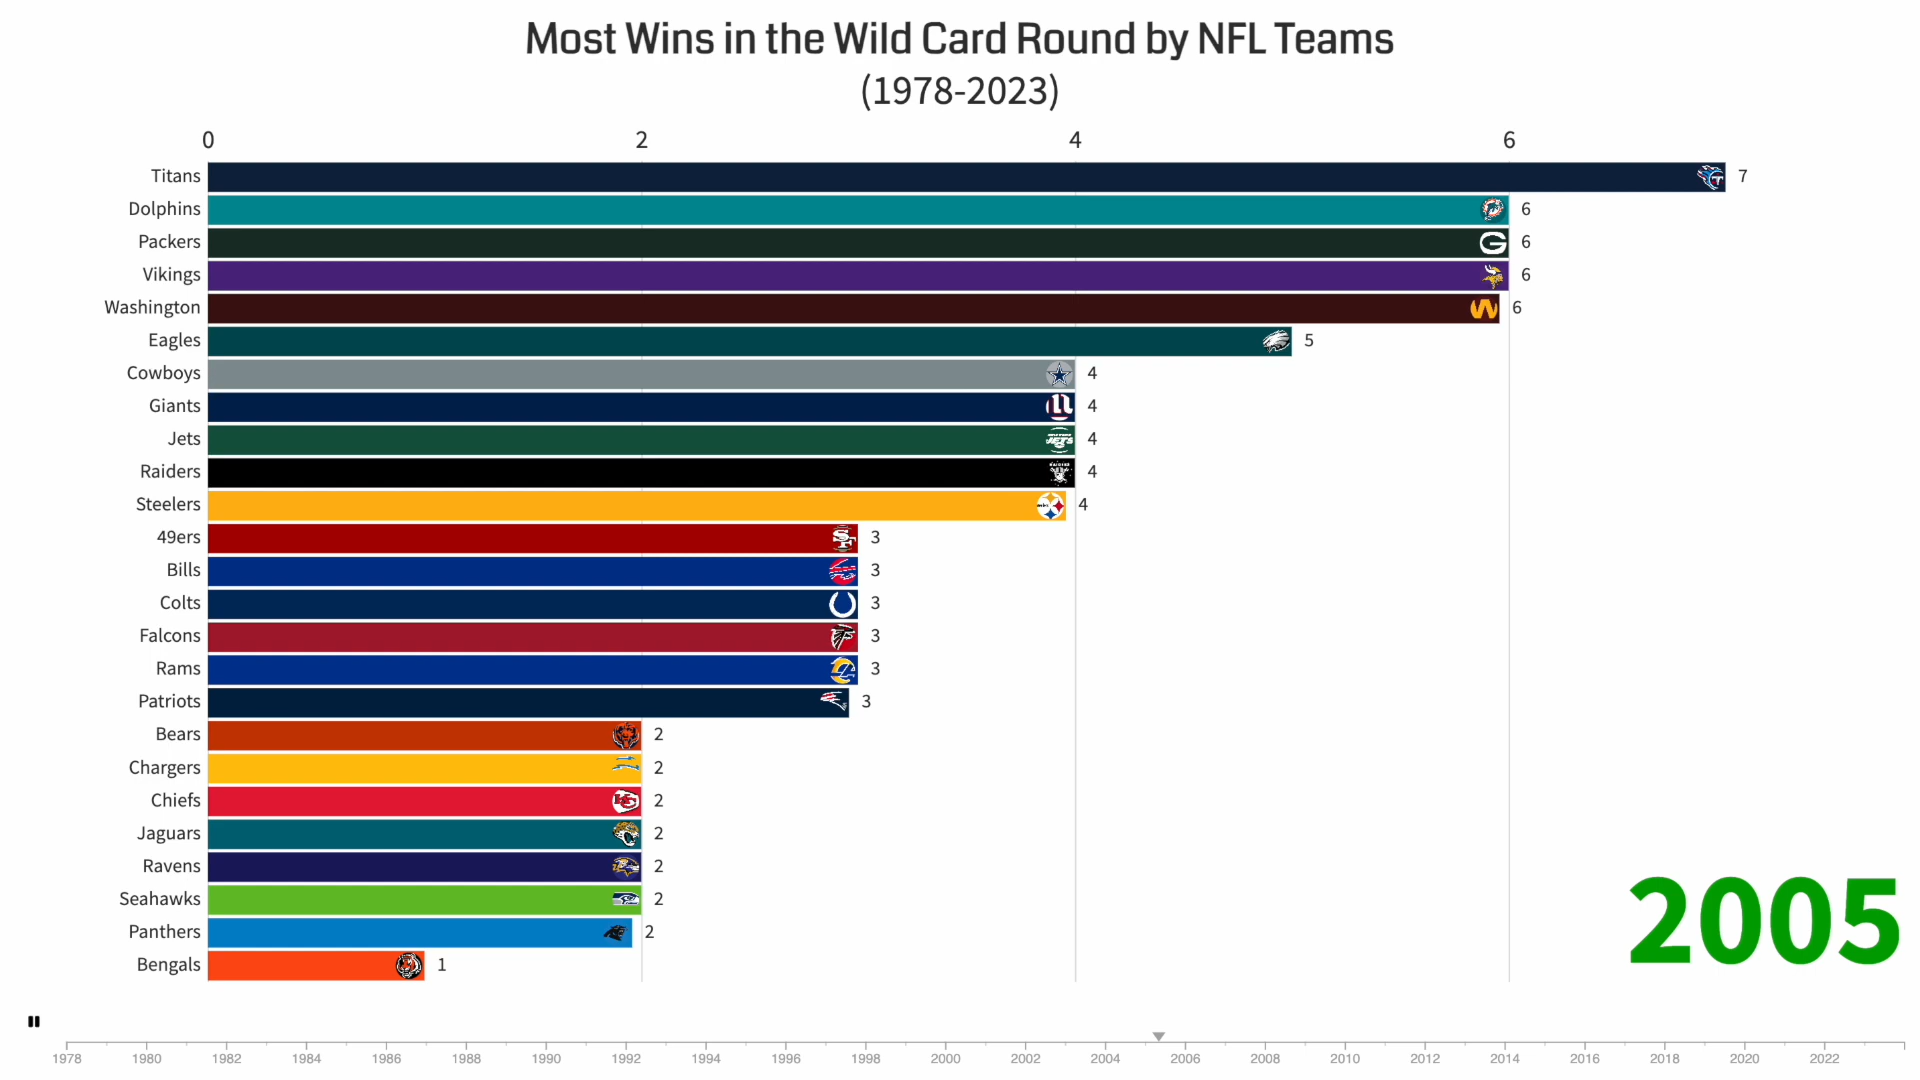 Most Wins in the Wild Card Round by NFL Teams
(1978-2023)
0 2 4 6
Titans 7
Dolphins 6
Packers 6
Vikings 6
Washington 6
Eagles 5
Cowboys 4
Giants 4
Jets 4
Raiders 4
Steelers 4
49ers 3
Bills 3
Colts 3
Falcons 3
Rams 3
Patriots 3
Bears 2
Chargers 2
Chiefs 2
Jaguars 2
Ravens 2
Seahawks 2
Panthers 2
Bengals 1
2005
1978 1980 1982 1984 1986 1988 1990 1992 1994 1996 1998 2000 2002 2004 2006 2008 2010 2012 2014 2016 2018 2020 2022